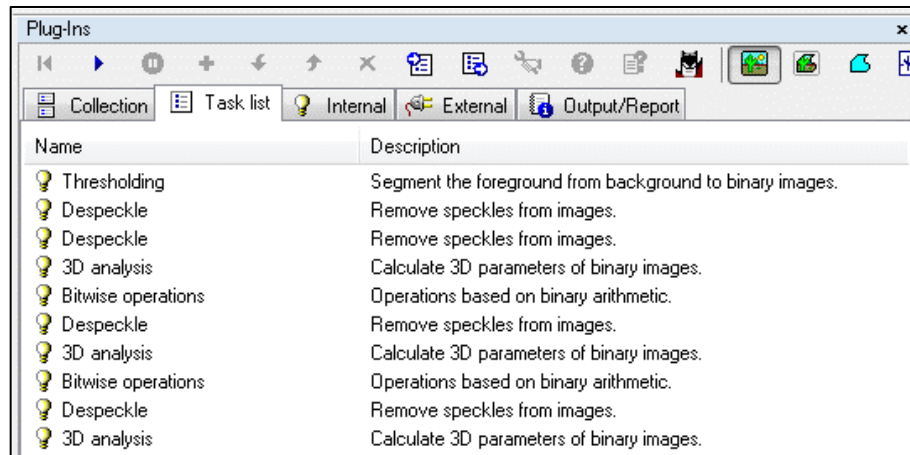 Plug-Ins
Collection Task list Internal External Output/Report
Name Description
Thresholding Segment the foreground from background to binary images.
Despeckle Remove speckles from images.
Despeckle Remove speckles from images.
3D analysis Calculate 3D parameters of binary images.
Bitwise operations Operations based on binary arithmetic.
Despeckle Remove speckles from images.
3D analysis Calculate 3D parameters of binary images.
Bitwise operations Operations based on binary arithmetic.
Despeckle Remove speckles from images.
3D analysis Calculate 3D parameters of binary images.